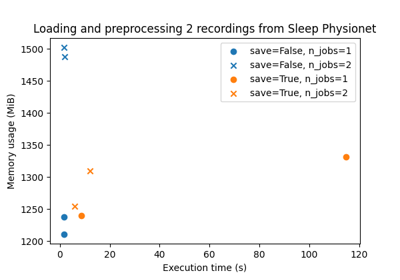 Loading and preprocessing 2 recordings from Sleep Physionet
save=False, n_jobs=1
save=False, n_jobs=2
save=True, n_jobs=1
save=True, n_jobs=2
Memory usage (MiB)
1500
1450
1400
1350
1300
1250
1200
0 20 40 60 80 100 120
Execution time (s)